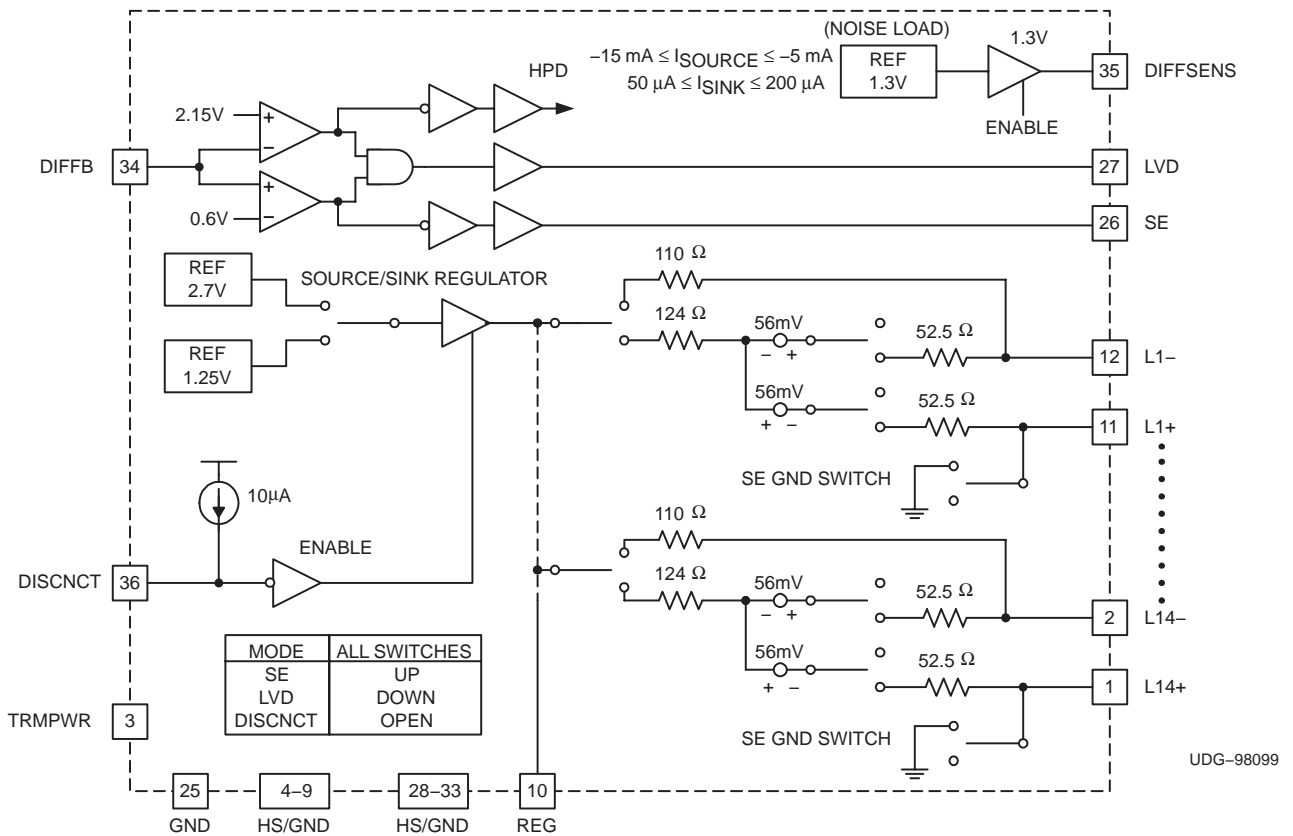 (NOISE LOAD)
1.3V
–15 mA ≤ ISOURCE ≤ –5 mA
50 μA ≤ ISINK ≤ 200 μA
REF
1.3V
35
DIFFSENS
ENABLE
HPD
2.15V
+
–
DIFFB
34
27
LVD
+
–
0.6V
26
SE
REF
2.7V
SOURCE/SINK REGULATOR
REF
1.25V
110 Ω
124 Ω
56mV
– +
52.5 Ω
12
L1–
56mV
+ –
52.5 Ω
11
L1+
SE GND SWITCH
10μA
ENABLE
DISCNCT
36
110 Ω
124 Ω
56mV
– +
52.5 Ω
2
L14–
56mV
+ –
52.5 Ω
1
L14+
SE GND SWITCH
MODE ALL SWITCHES
SE UP
LVD DOWN
DISCNCT OPEN
TRMPWR
3
UDG–98099
25
4–9
28–33
10
GND
HS/GND
HS/GND
REG